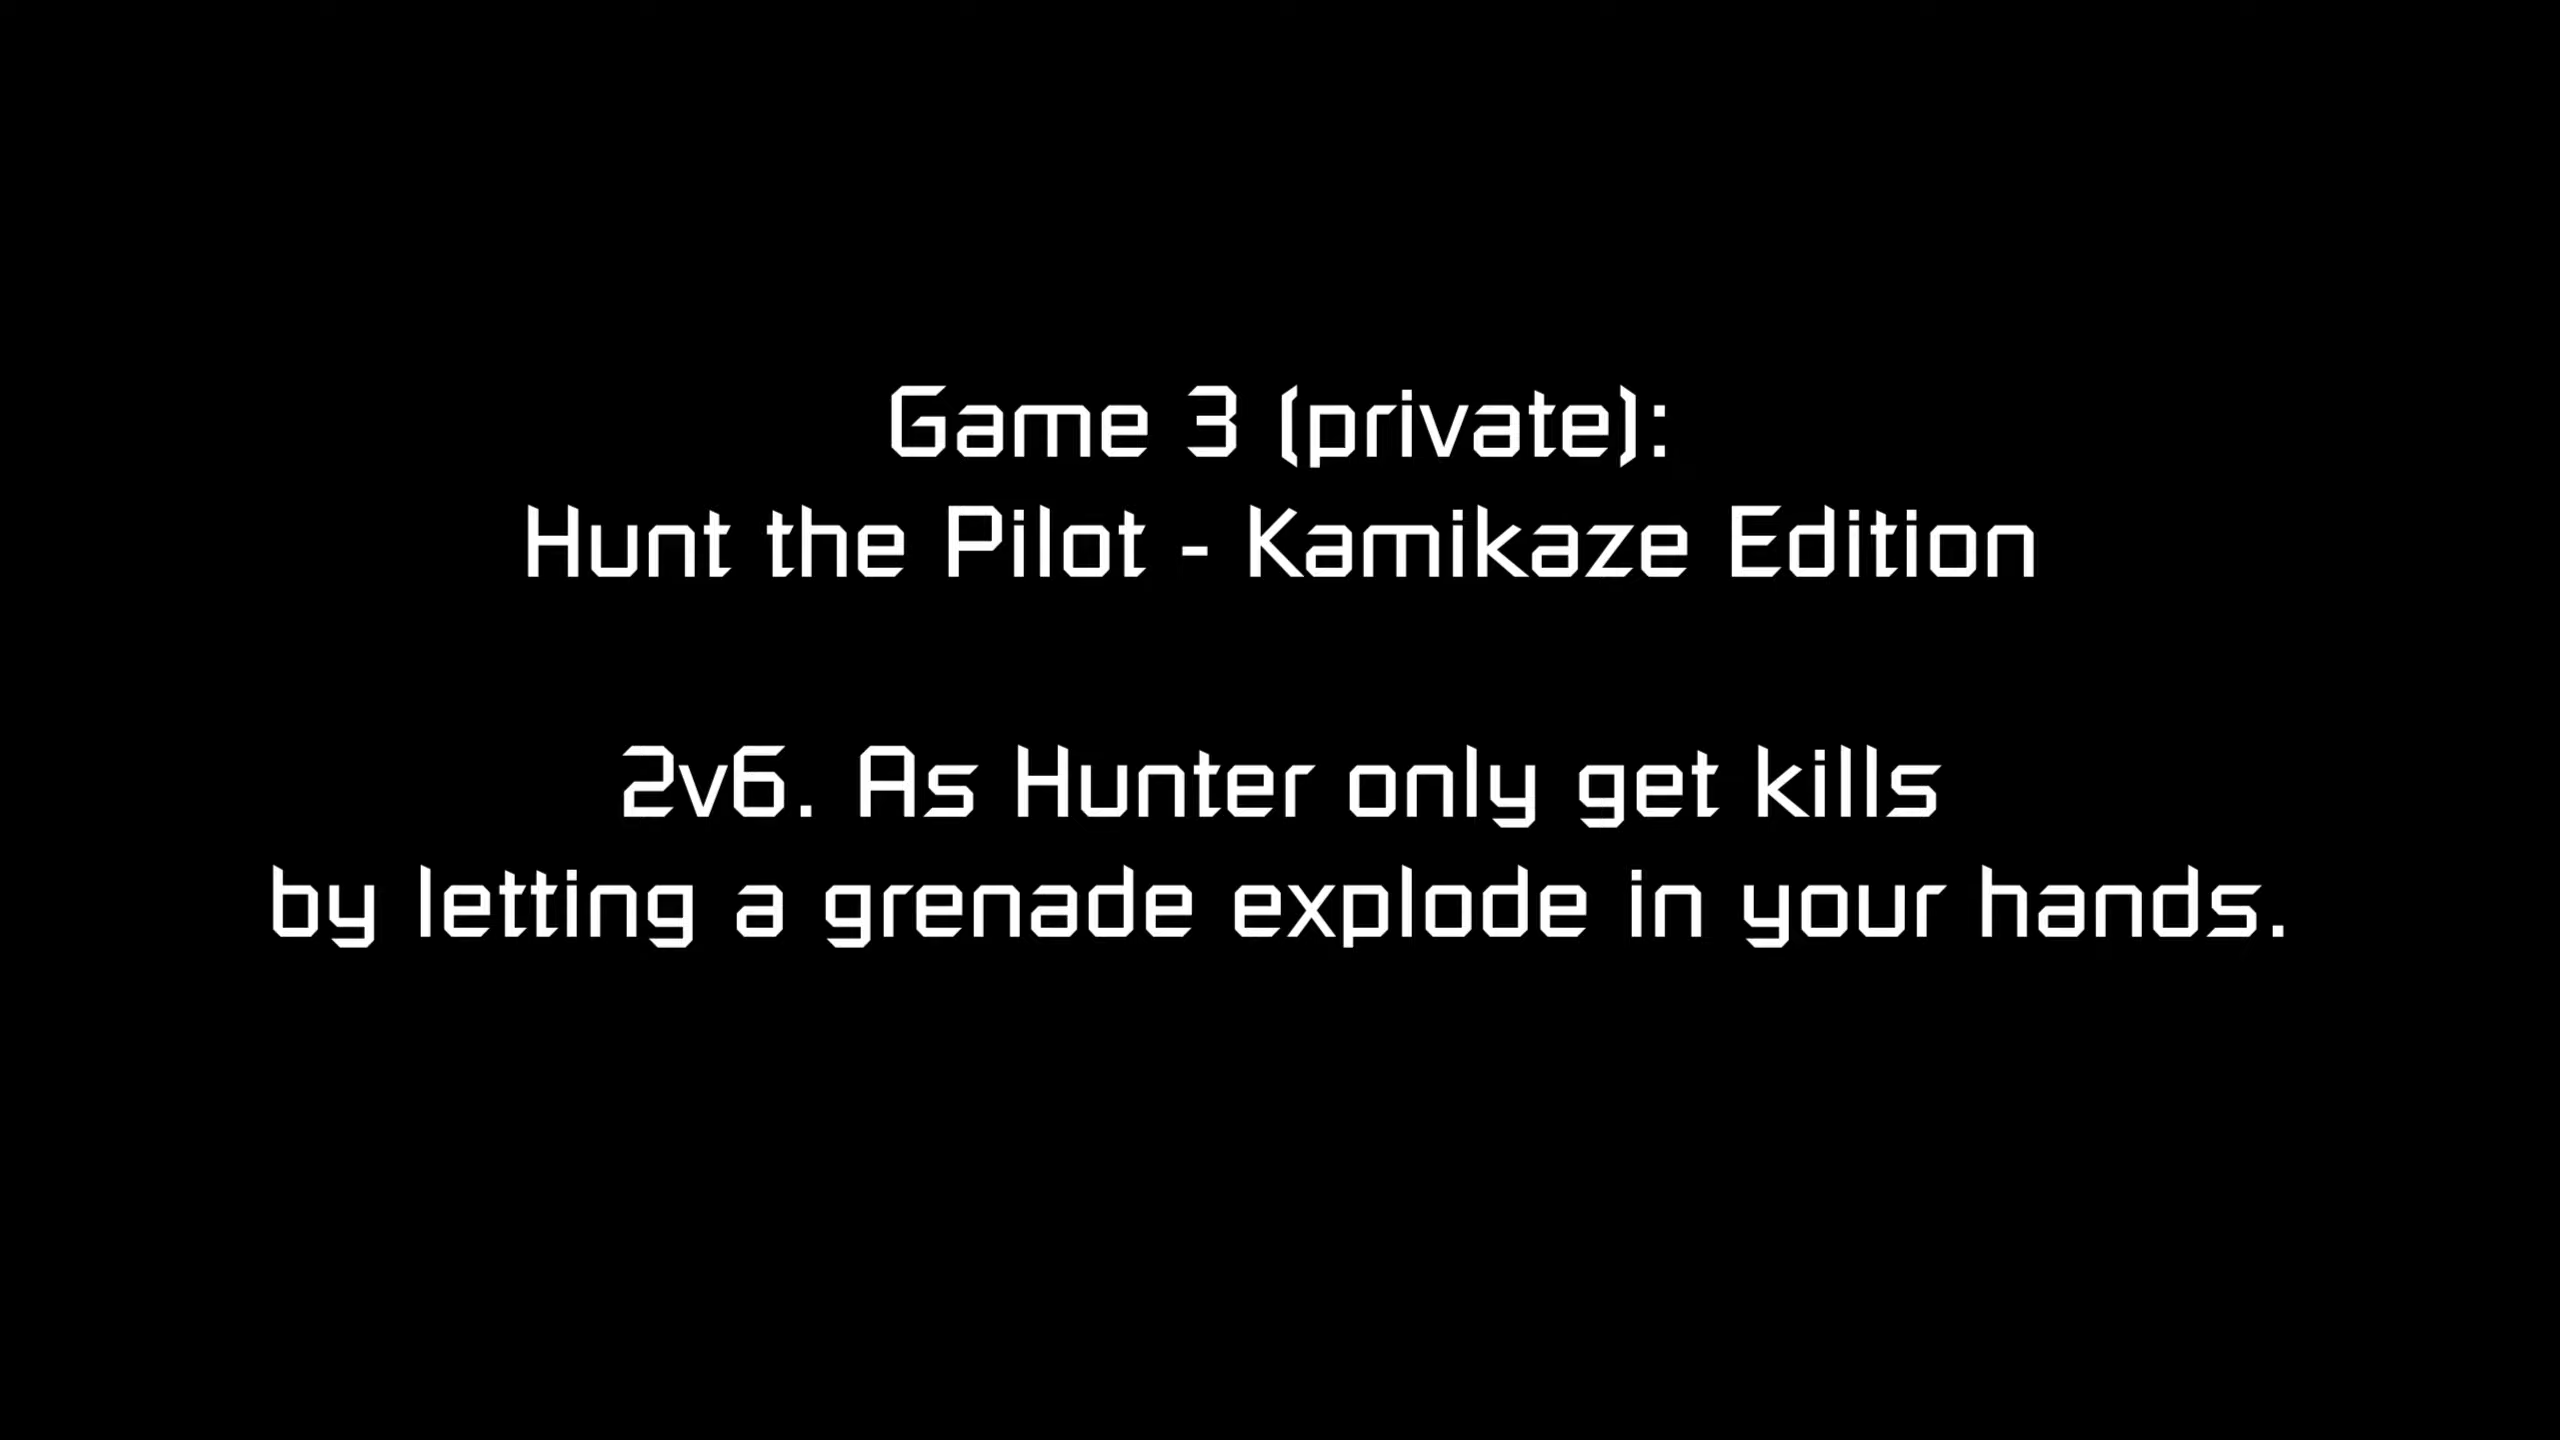 Game 3 (private):
Hunt the Pilot - Kamikaze Edition
2v6. As Hunter only get kills
by letting a grenade explode in your hands.